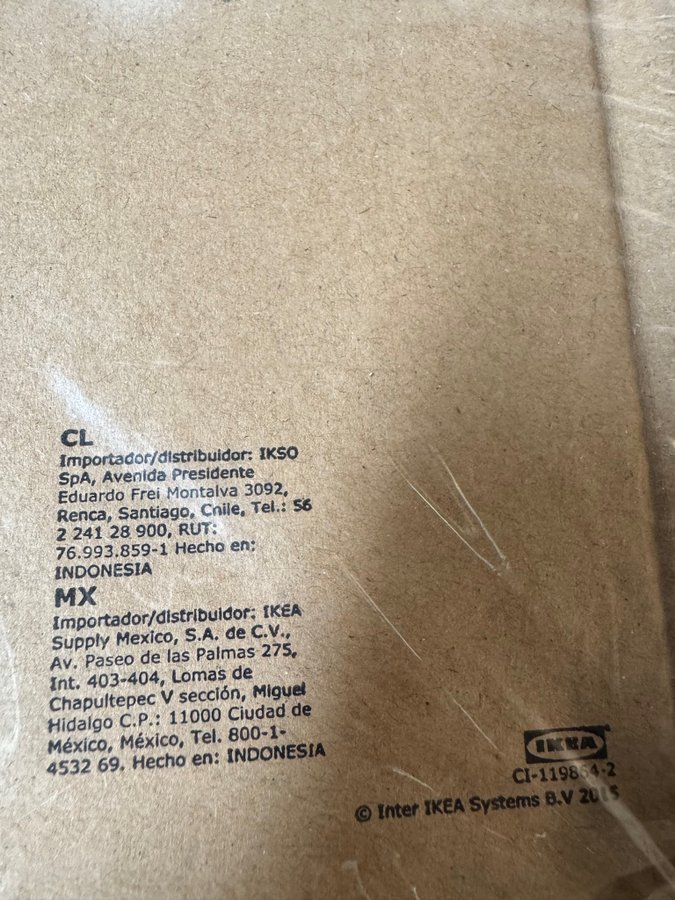 CL
Importador/distribuidor: IKSO
SpA, Avenida Presidente
Eduardo Frei Montalva 3092,
Renca, Santiago, Chile, Tel.: 56
2 241 28 900, RUT:
76.993.859-1 Hecho en:
INDONESIA
MX
Importador/distribuidor: IKEA
Supply Mexico, S.A. de C.V.,
Av. Paseo de las Palmas 275,
Int. 403-404, Lomas de
Chapultepec V sección, Miguel
Hidalgo C.P.: 11000 Ciudad de
México, México, Tel. 800-1-
4532 69. Hecho en: INDONESIA
IKEA
© Inter IKEA Systems B.V